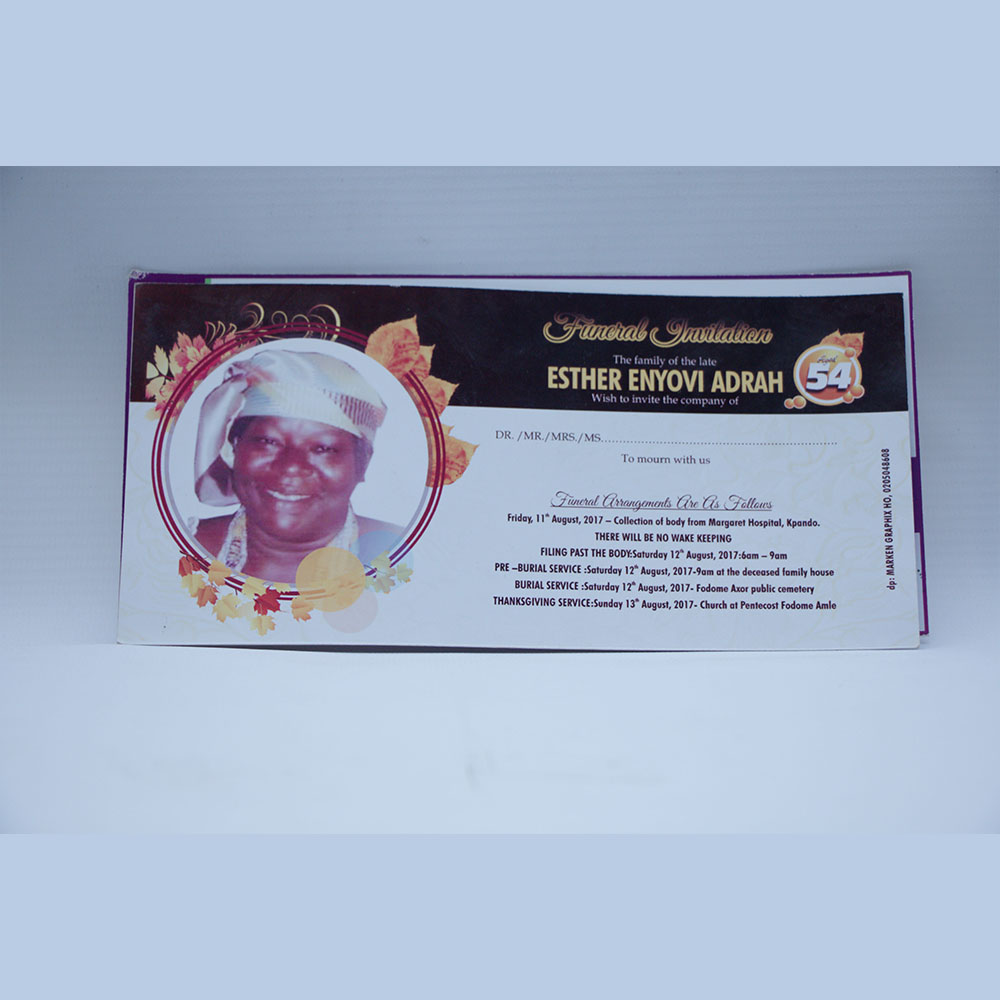 Funeral Invitation
The family of the late
ESTHER ENYOVI ADRAH
Aged
54
Wish to invite the company of
DR. /MR./MRS./MS.......................................................................
To mourn with us
Funeral Arrangements Are As Follows
Friday, 11th August, 2017 – Collection of body from Margaret Hospital, Kpando.
THERE WILL BE NO WAKE KEEPING
FILING PAST THE BODY:Saturday 12th August, 2017:6am – 9am
PRE –BURIAL SERVICE :Saturday 12th August, 2017-9am at the deceased family house
BURIAL SERVICE :Saturday 12th August, 2017- Fodome Axor public cemetery
THANKSGIVING SERVICE:Sunday 13th August, 2017- Church at Pentecost Fodome Amle
dp: MARKEN GRAPHIX HO, 0205048608